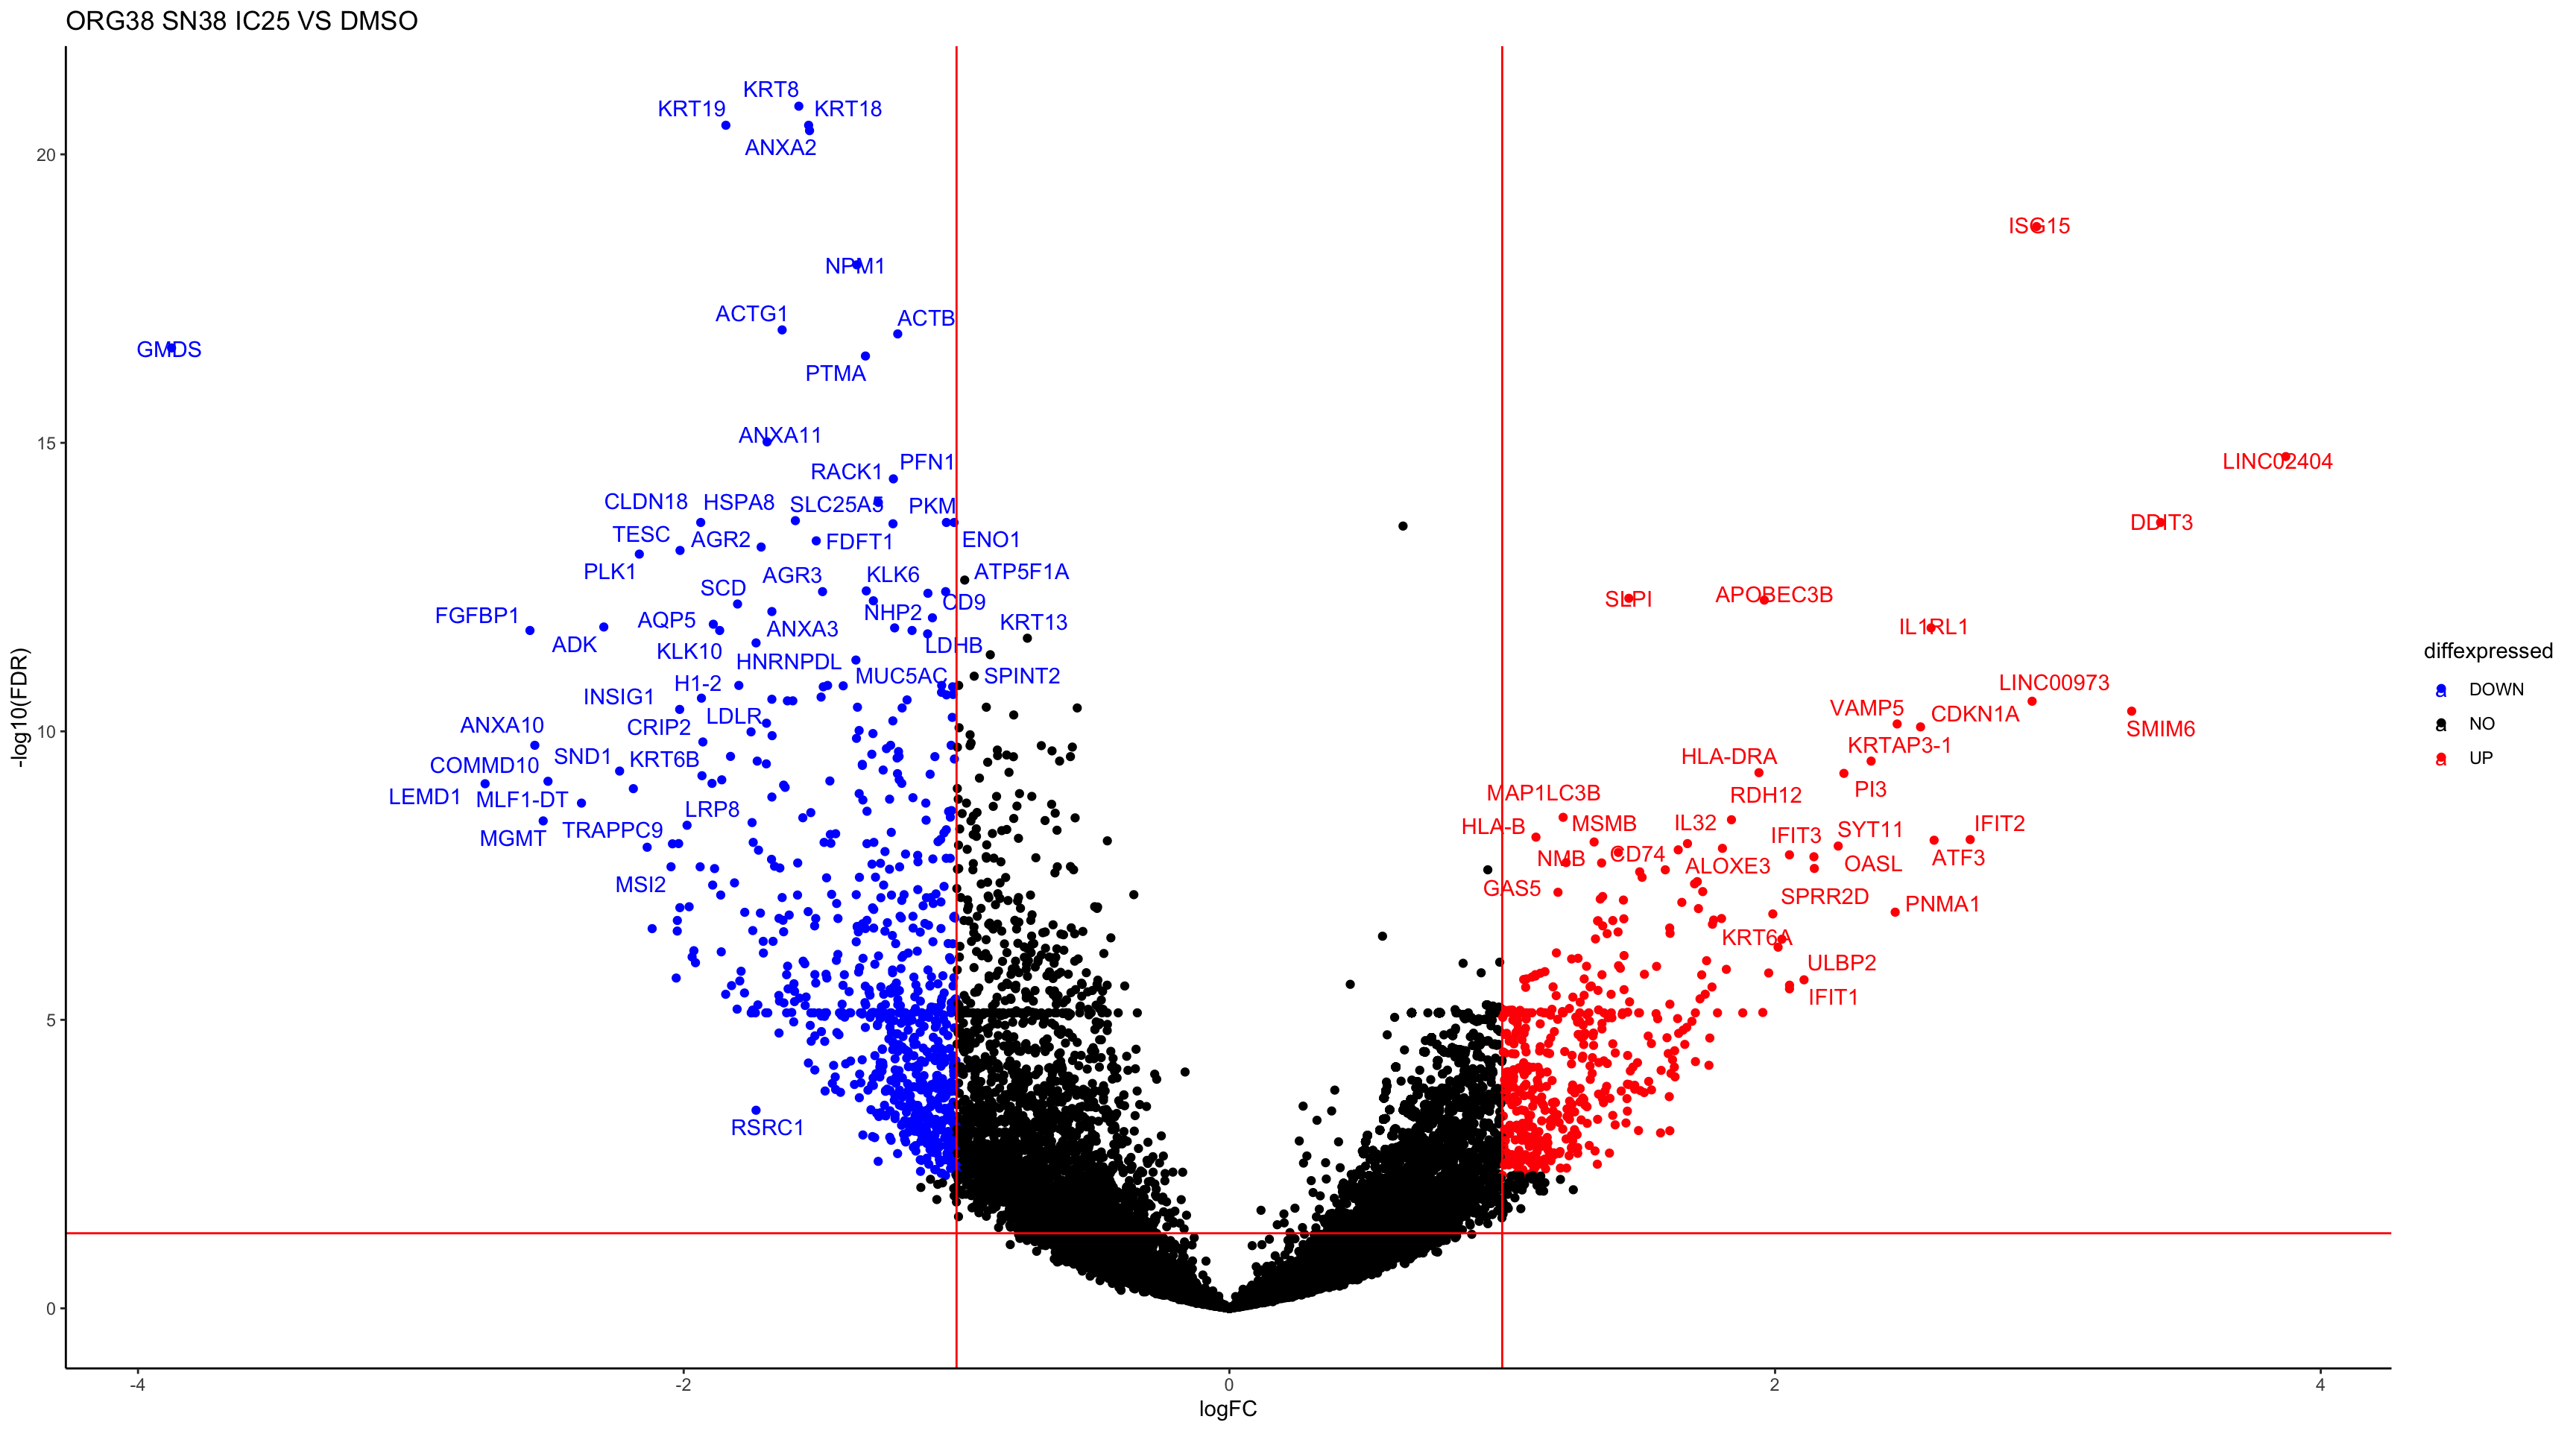 ORG38 SN38 IC25 VS DMSO
KRT8
KRT19
KRT18
ANXA2
20
ISG15
NPM1
ACTG1
ACTB
GMDS
PTMA
ANXA11
15
PFN1
LINC02404
RACK1
CLDN18 HSPA8 SLC25A5 PKM
DDIT3
TESC AGR2 FDFT1 ENO1
PLK1 AGR3 KLK6 ATP5F1A
SCD
APOBEC3B
SLPI
CD9
FGFBP1 AQP5 NHP2
KRT13
ANXA3
IL1RL1
ADK KLK10 LDHB
HNRNPDL
MUC5AC SPINT2
diffexpressed
H1-2
LINC00973
INSIG1
a DOWN
VAMP5 CDKN1A
LDLR
a NO
ANXA10 CRIP2
SMIM6
10
KRTAP3-1
-log10(FDR)
SND1 KRT6B
HLA-DRA
a UP
COMMD10
LEMD1 MLF1-DT
MAP1LC3B RDH12 PI3
LRP8
HLA-B MSMB IL32 IFIT3 SYT11 IFIT2
MGMT TRAPPC9
NMB CD74 ALOXE3 OASL ATF3
MSI2
GAS5
SPRR2D PNMA1
KRT6A
ULBP2
IFIT1
5
RSRC1
0
-4 -2 0 2 4
logFC